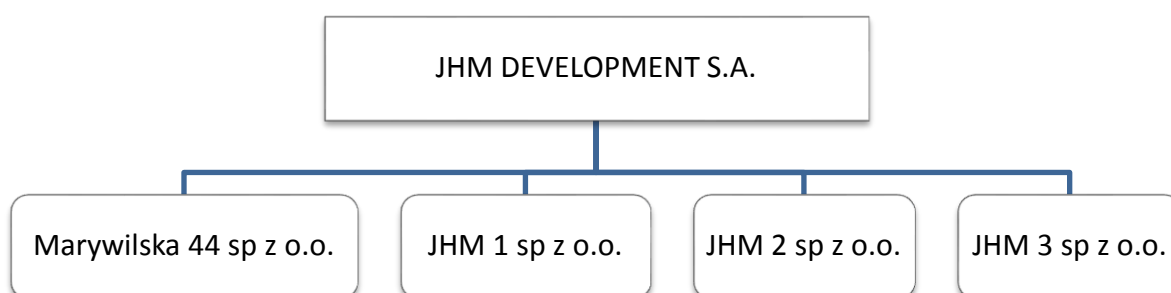 JHM DEVELOPMENT S.A.
Marywilska 44 sp z o.o.
JHM 1 sp z o.o.
JHM 2 sp z o.o.
JHM 3 sp z o.o.